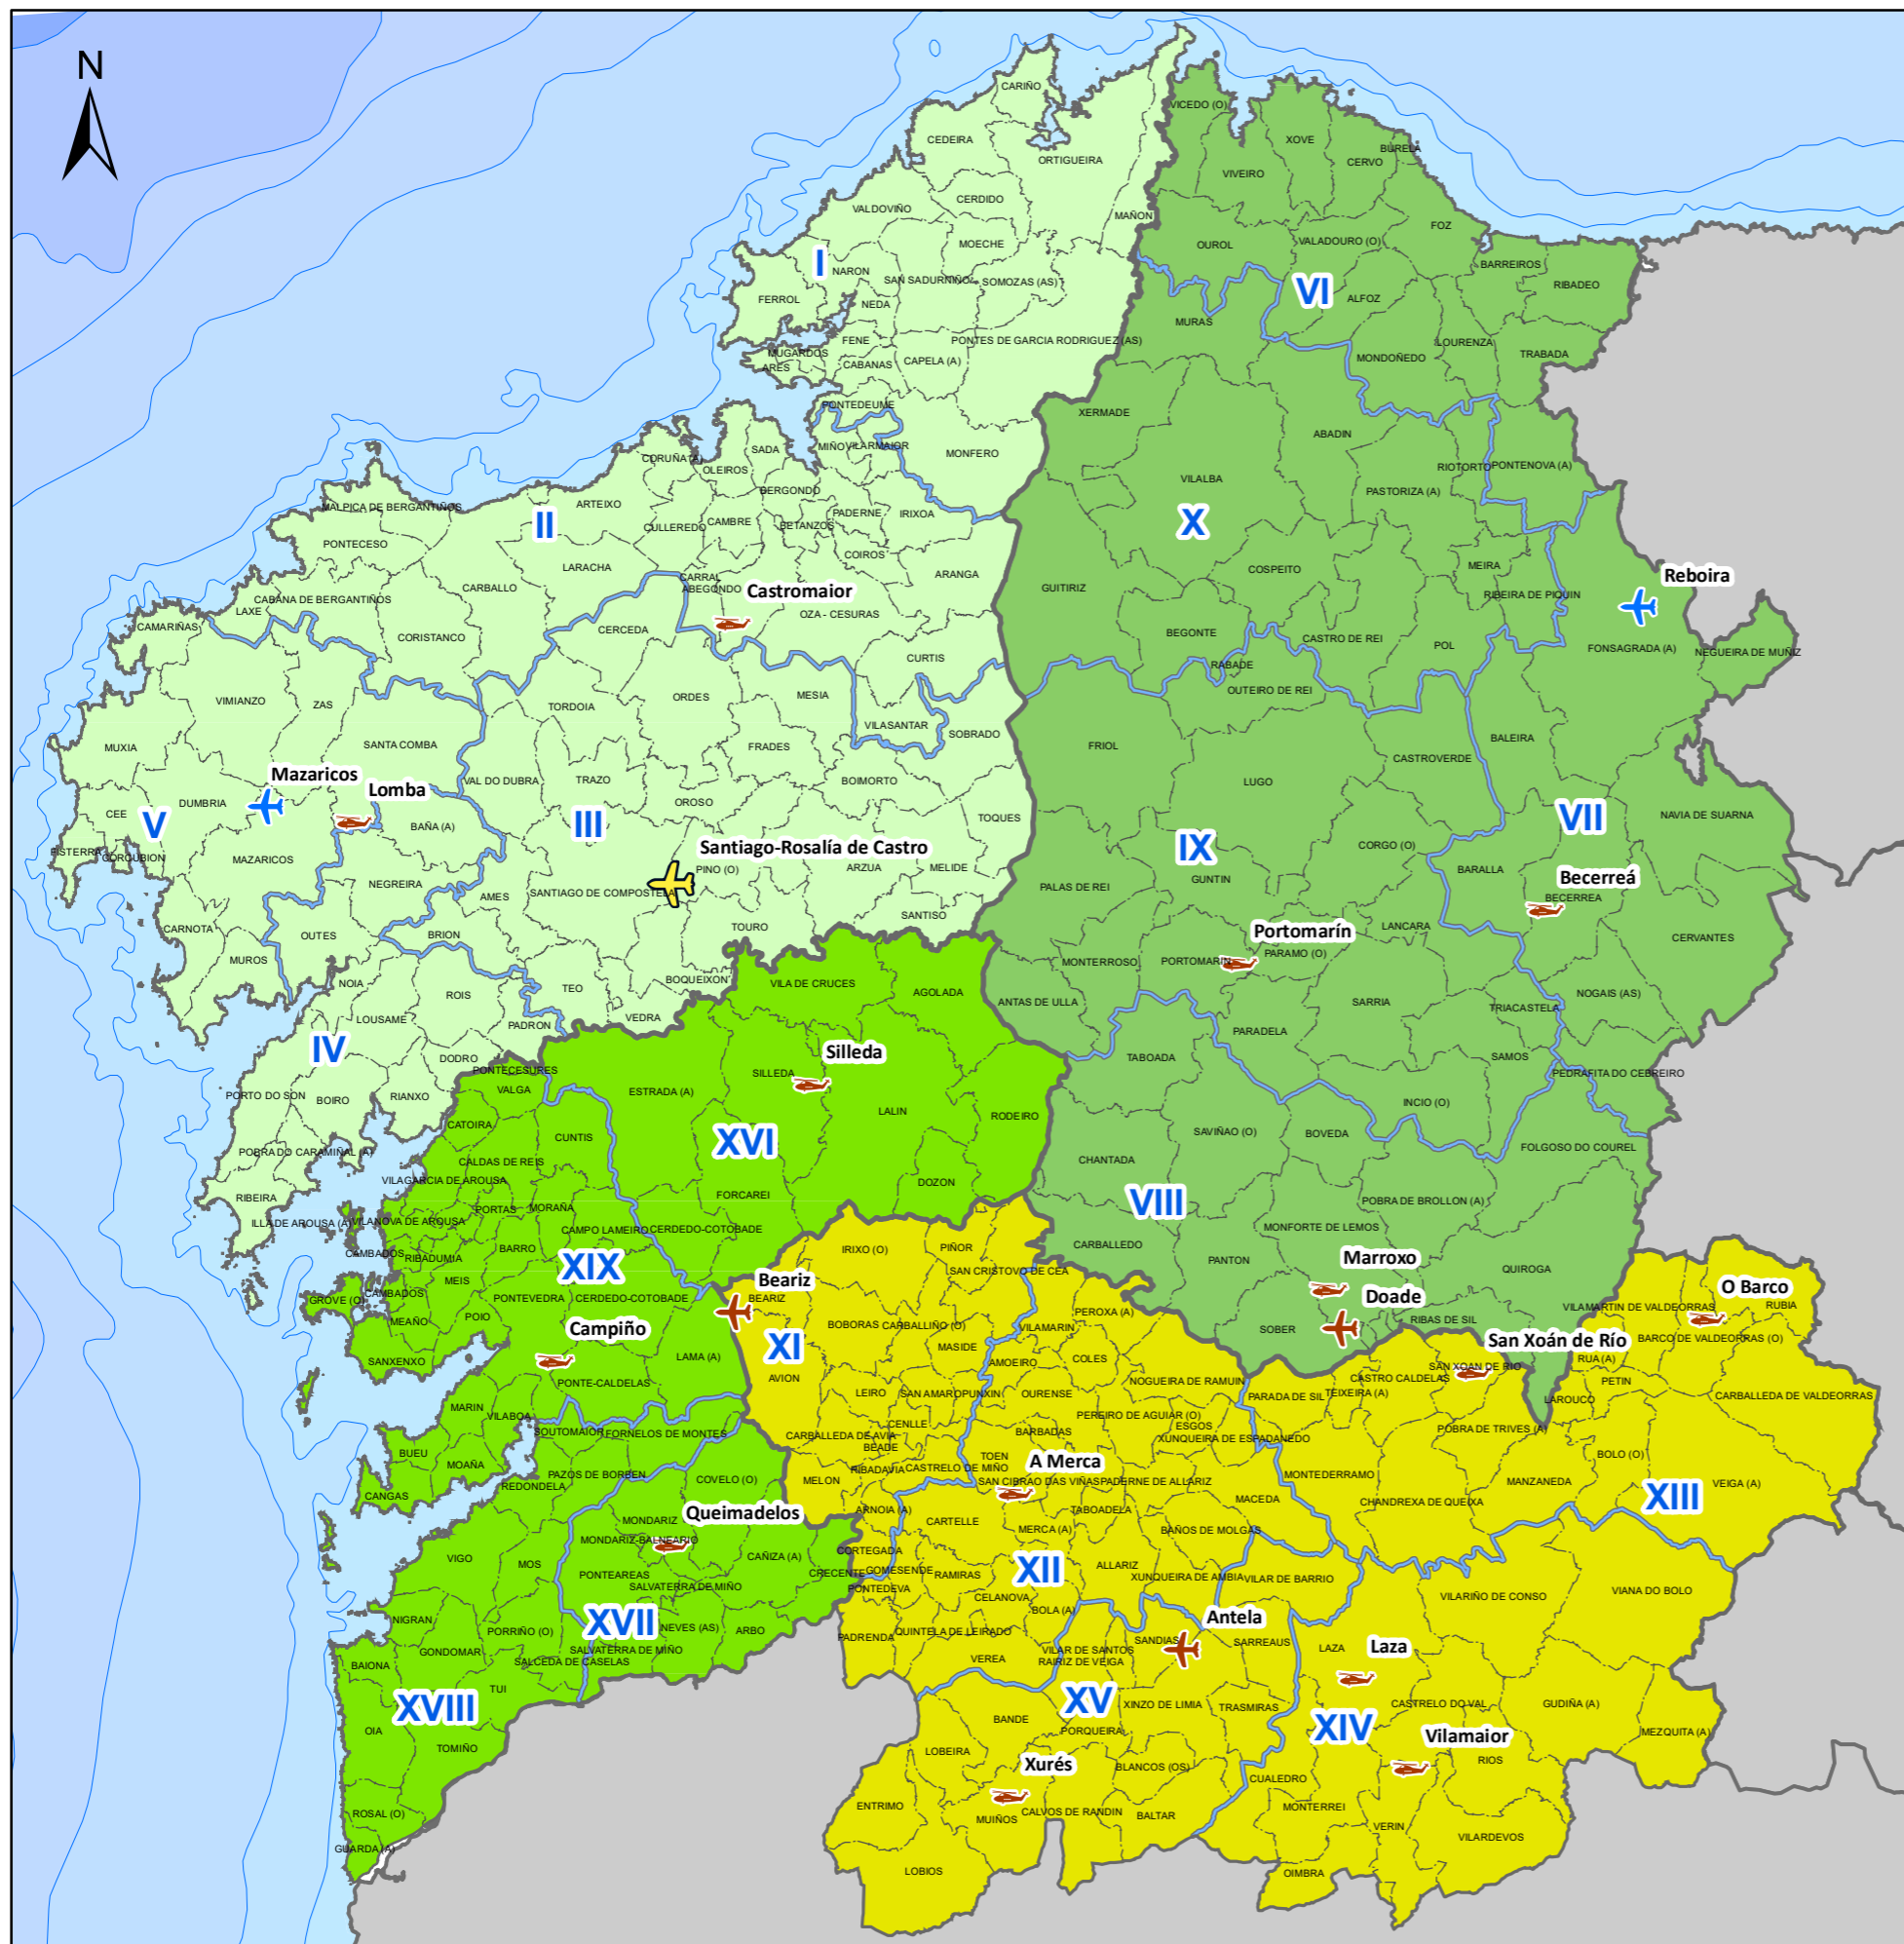 N
CARIÑO
VICEDO (O)
CEDEIRA
ORTIGUEIRA
XOVE
BURELA
CERVO
VIVEIRO
CERDIDO
VALDOVIÑO
MAÑON
FOZ
OUROL
VALADOURO (O)
MOECHE
I
NARON
SAN SADURNIÑO
SOMOZAS (AS)
BARREIROS
RIBADEO
VI
FERROL
NEDA
ALFOZ
MURAS
FENE
PONTES DE GARCIA RODRIGUEZ (AS)
LOURENZA
MUGARDOS
ARES
CABANAS
CAPELA (A)
MONDOÑEDO
TRABADA
PONTEDEUME
XERMADE
MIÑO
VILARMAIOR
MONFERO
ABADIN
SADA
CORUÑA (A)
OLEIROS
RIOTORTO
PONTENOVA (A)
VILALBA
BERGONDO
PASTORIZA (A)
MALPICA DE BERGANTIÑOS
ARTEIXO
PADERNE
IRIXOA
II
CULLEREDO
CAMBRE
BETANZOS
X
PONTECESO
COIROS
LARACHA
ARANGA
MEIRA
CARRAL
ABEGONDO
Castromaior
COSPEITO
Reboira
GUITIRIZ
RIBEIRA DE PIQUIN
CARBALLO
CABANA DE BERGANTIÑOS
LAXE
OZA - CESURAS
CAMARIÑAS
CERCEDA
CORISTANCO
BEGONTE
CASTRO DE REI
POL
FONSAGRADA (A)
NEGUEIRA DE MUÑIZ
CURTIS
RABADE
OUTEIRO DE REI
VIMIANZO
ZAS
ORDES
MESIA
TORDOIA
VILASANTAR
SOBRADO
BALEIRA
MUXIA
SANTA COMBA
FRADES
FRIOL
CASTROVERDE
Mazaricos
VAL DO DUBRA
TRAZO
BOIMORTO
LUGO
Lomba
DUMBRIA
OROSO
CEE
V
BAÑA (A)
III
TOQUES
VII
NAVIA DE SUARNA
FISTERRA
CORCUBION
MAZARICOS
Santiago-Rosalía de Castro
IX
CORGO (O)
PINO (O)
ARZUA
MELIDE
BARALLA
Becerreá
NEGREIRA
SANTIAGO DE COMPOSTELA
AMES
PALAS DE REI
GUNTIN
BECERREA
CARNOTA
OUTES
BRION
TOURO
SANTISO
Portomarín
LANCARA
CERVANTES
MUROS
MONTERROSO
PORTOMARIN
PARAMO (O)
NOIA
ROIS
TEO
BOQUEIXON
VILA DE CRUCES
AGOLADA
ANTAS DE ULLA
SARRIA
NOGAIS (AS)
TRIACASTELA
LOUSAME
PADRON
VEDRA
PARADELA
IV
DODRO
Silleda
TABOADA
SAMOS
PONTECESURES
VALGA
ESTRADA (A)
SILLEDA
PEDRAFITA DO CEBREIRO
PORTO DO SON
BOIRO
RIANXO
LALIN
RODEIRO
INCIO (O)
CATOIRA
CUNTIS
XVI
SAVIÑAO (O)
BOVEDA
FOLGOSO DO COUREL
POBRA DO CARAMIÑAL (A)
CALDAS DE REIS
CHANTADA
VILAGARCIA DE AROUSA
DOZON
RIBEIRA
PORTAS
MORAÑA
FORCAREI
VIII
POBRA DE BROLLON (A)
ILLA DE AROUSA (A)
VILANOVA DE AROUSA
CAMPO LAMEIRO
CERDEDO-COTOBADE
MONFORTE DE LEMOS
CAMBADOS
RIBADUMIA
BARRO
IRIXO (O)
PIÑOR
CARBALLEDO
PANTON
Marroxo
XIX
MEIS
SAN CRISTOVO DE CEA
QUIROGA
GROVE (O)
CAMBADOS
PONTEVEDRA
CERDEDO-COTOBADE
Beariz
BEARIZ
Doade
O Barco
MEAÑO
POIO
PEROXA (A)
VILAMARTIN DE VALDEORRAS
RUBIA
Campiño
BOBORAS
CARBALLIÑO (O)
VILAMARIN
SOBER
RIBAS DE SIL
XI
MASIDE
San Xoán de Río
BARCO DE VALDEORRAS (O)
SANXENXO
LAMA (A)
AMOEIRO
COLES
SAN XOAN DE RIO
RUA (A)
AVION
NOGUEIRA DE RAMUIN
CASTRO CALDELAS
PETIN
PONTE-CALDELAS
LEIRO
SAN AMARO
PUNXIN
OURENSE
PARADA DE SIL
TEIXEIRA (A)
LAROUCO
CARBALLEDA DE VALDEORRAS
MARIN
VILABOA
PEREIRO DE AGUIAR (O)
SOUTOMAIOR
FORNELOS DE MONTES
CARBALLEDA DE AVIA
CENLLE
BARBADAS
ESGOS
POBRA DE TRIVES (A)
BEADE
XUNQUEIRA DE ESPADANEDO
BUEU
MOAÑA
TOEN
A Merca
BOLO (O)
PAZOS DE BORBEN
RIBADAVIA
CASTRELO DE MIÑO
COVELO (O)
MELON
SAN CIBRAO DAS VIÑAS
PADERNE DE ALLARIZ
MONTEDERRAMO
MANZANEDA
VEIGA (A)
REDONDELA
XIII
CANGAS
MACEDA
CHANDREXA DE QUEIXA
Queimadelos
ARNOIA (A)
TABOADELA
MONDARIZ
CARTELLE
MERCA (A)
BAÑOS DE MOLGAS
MONDARIZ-BALNEARIO
VIGO
CORTEGADA
MOS
CAÑIZA (A)
ALLARIZ
PONTEAREAS
CRECENTE
GOMESENDE
RAMIRAS
XII
XUNQUEIRA DE AMBIA
VILAR DE BARRIO
SALVATERRA DE MIÑO
PONTEDEVA
CELANOVA
VILARIÑO DE CONSO
VIANA DO BOLO
NIGRAN
XVII
BOLA (A)
Antela
PORRIÑO (O)
NEVES (AS)
ARBO
PADRENDA
QUINTELA DE LEIRADO
SANDIAS
SARREAUS
LAZA
Laza
GONDOMAR
SALVATERRA DE MIÑO
VILAR DE SANTOS
BAIONA
SALCEDA DE CASELAS
VEREA
RAIRIZ DE VEIGA
TUI
XV
XINZO DE LIMIA
TRASMIRAS
CASTRELO DO VAL
GUDIÑA (A)
XVIII
OIA
BANDE
PORQUEIRA
XIV
Vilamaior
MEZQUITA (A)
TOMIÑO
LOBEIRA
Xurés
BLANCOS (OS)
RIOS
CUALEDRO
ENTRIMO
MONTERREI
ROSAL (O)
MUIÑOS
CALVOS DE RANDIN
BALTAR
VERIN
VILARDEVOS
GUARDA (A)
LOBIOS
OIMBRA